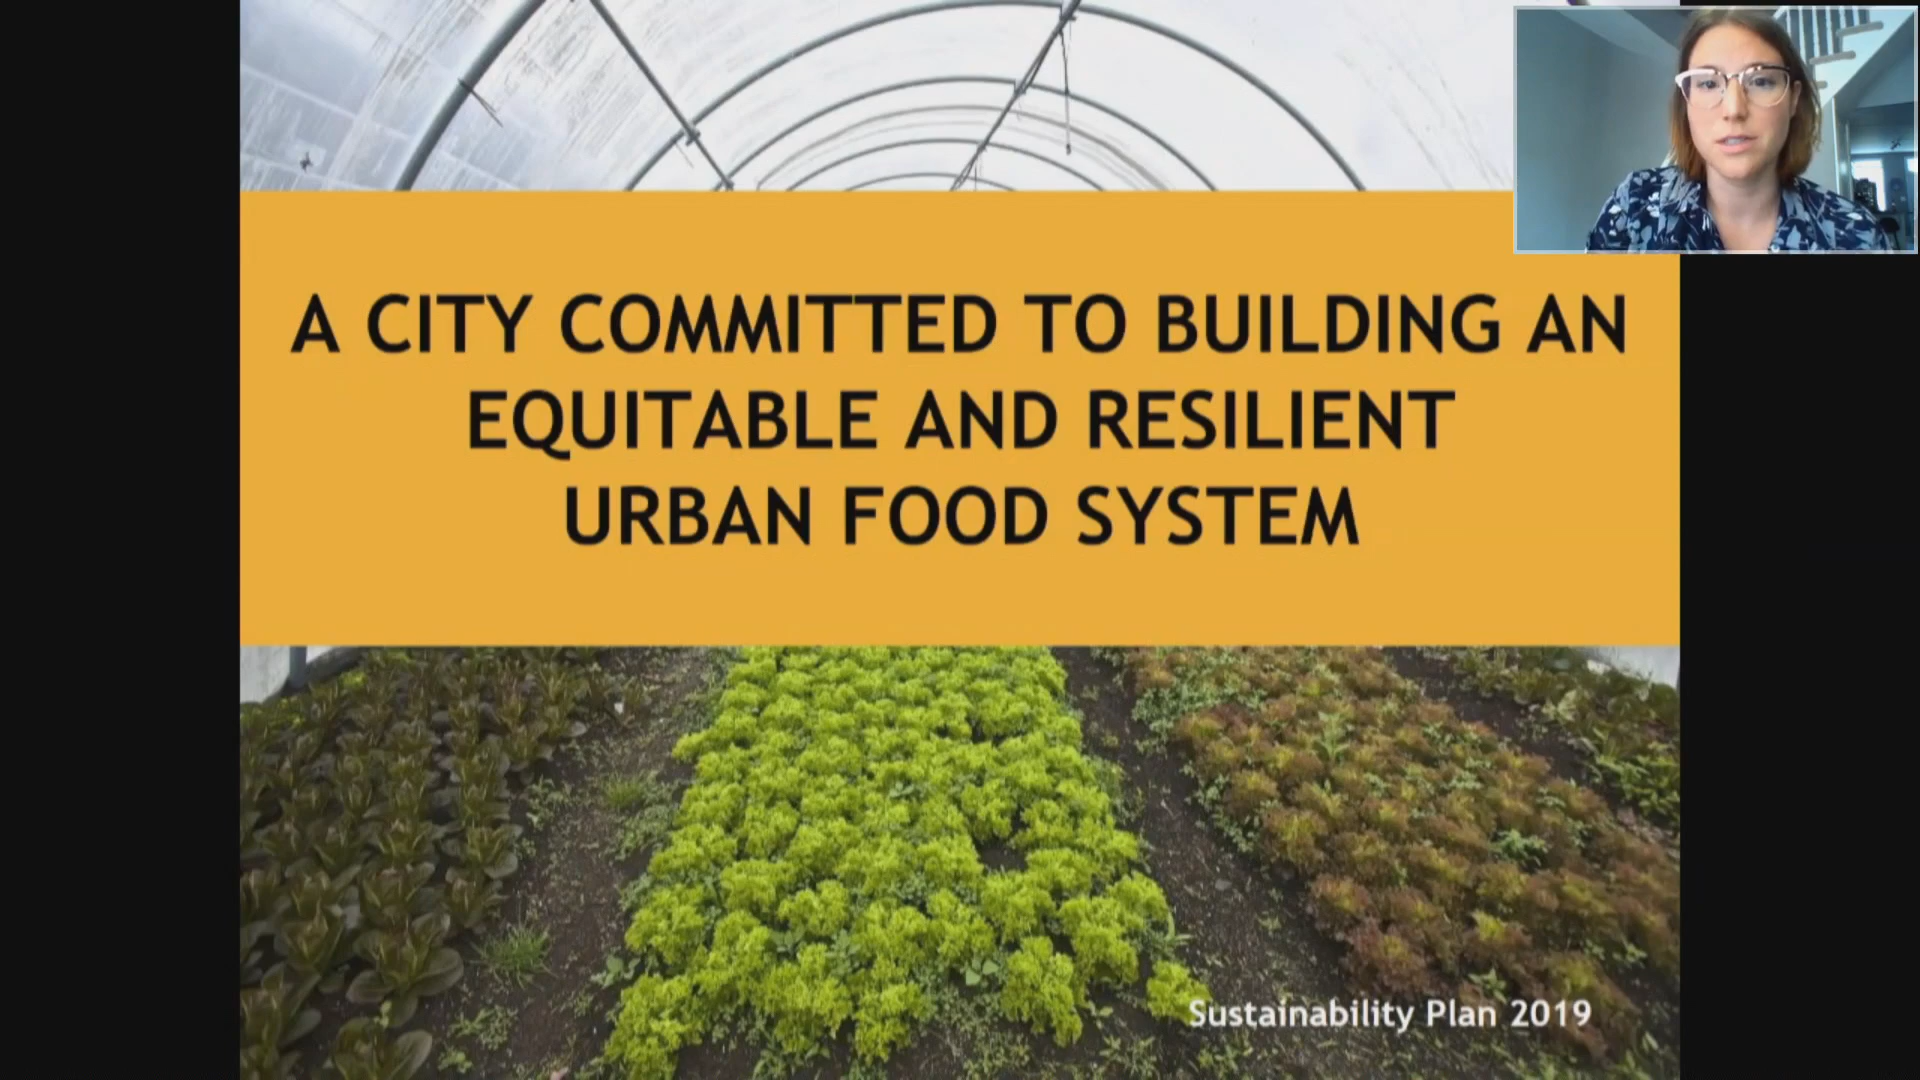 A CITY COMMITTED TO BUILDING AN
EQUITABLE AND RESILIENT
URBAN FOOD SYSTEM
Sustainability Plan 2019